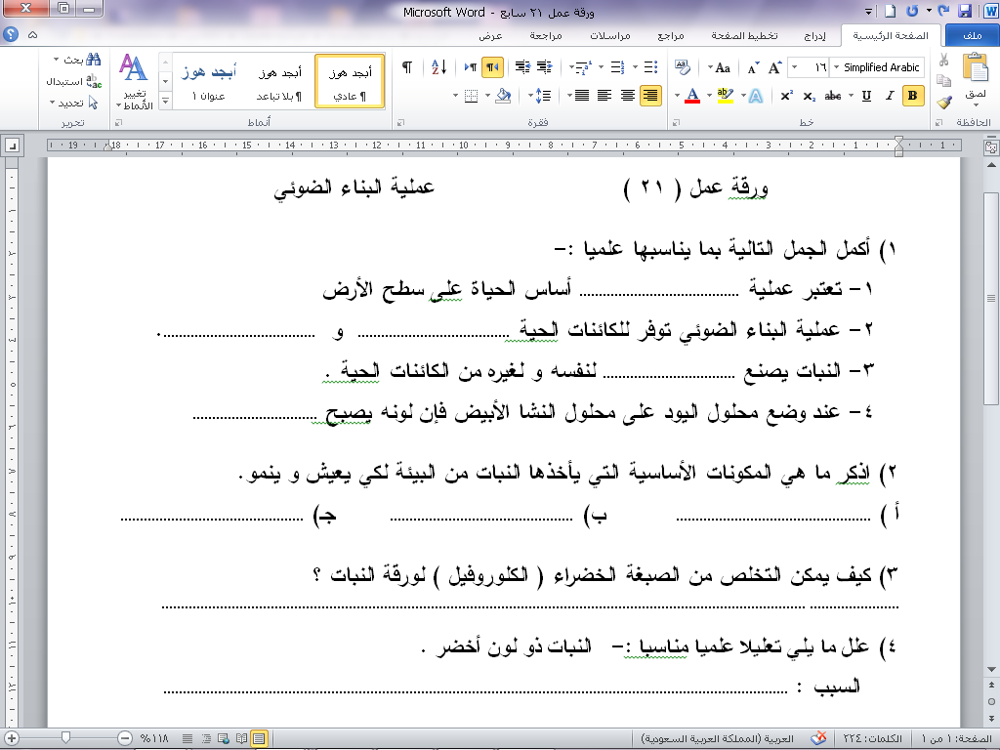 ورقة عمل ٢١ سابع - Microsoft Word
ملف الصفحة الرئيسية إدراج تخطيط الصفحة مراجع مراسلات مراجعة عرض
لصق
Simplified Arabic ١٦
أبجد هوز أبجد هوز أبجد هوز
¶ عادي ¶ بلا تباعد عنوان ١
تغيير الأنماط
بحث
استبدال
تحديد
الحافظة خط فقرة أنماط تحرير
ورقة عمل ( ٢١ ) عملية البناء الضوئي
١) أكمل الجمل التالية بما يناسبها علميا :-
١- تعتبر عملية .................................. أساس الحياة على سطح الأرض
٢- عملية البناء الضوئي توفر للكائنات الحية ................................. و .................................
٣- النبات يصنع ............................. لنفسه و لغيره من الكائنات الحية .
٤- عند وضع محلول اليود على محلول النشا الأبيض فإن لونه يصبح ...........................
٢) اذكر ما هي المكونات الأساسية التي يأخذها النبات من البيئة لكي يعيش و ينمو.
أ ) .......................................... ب) ....................................... جـ) .......................................
٣) كيف يمكن التخلص من الصبغة الخضراء ( الكلوروفيل ) لورقة النبات ؟
................... ............................................................................................................................................
٤) علل ما يلي تعليلا علميا مناسبا :- النبات ذو لون أخضر .
السبب : .......................................................................................................................................
الصفحة: ١ من ١ الكلمات: ٢٢٤ العربية (المملكة العربية السعودية) ١١٨%